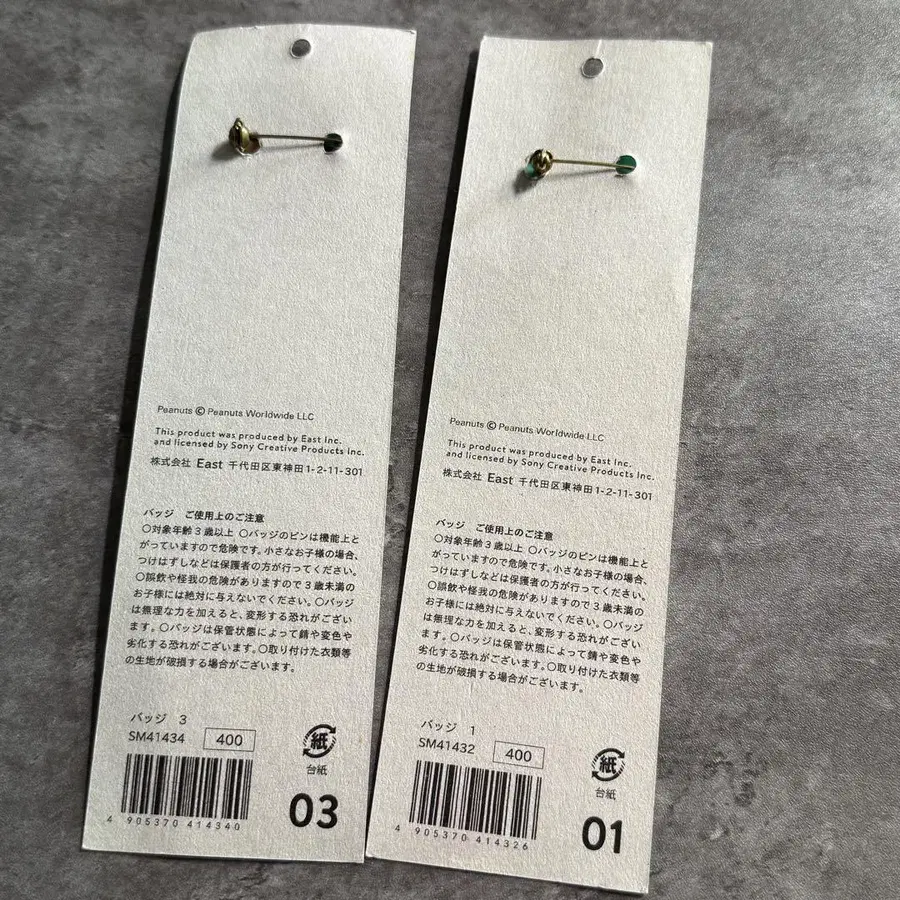 Peanuts © Peanuts Worldwide LLC
This product was produced by East Inc.
and licensed by Sony Creative Products Inc.
株式会社 East 千代田区東神田1-2-11-301
バッジ ご使用上のご注意
○対象年齢3歳以上 ○バッジのピンは機能上と
がっていますので危険です。小さなお子様の場合、
つけはずしなどは保護者の方が行ってください。
○誤飲や怪我の危険がありますので3歳未満の
お子様には絶対に与えないでください。○バッジ
は無理な力を加えると、変形する恐れがござい
ます。○バッジは保管状態によって錆や変色や
劣化する恐れがございます。○取り付けた衣類等
の生地が破損する場合がございます。
バッジ 3
SM41434 400
紙
台紙
4 905370 414340
03
Peanuts © Peanuts Worldwide LLC
This product was produced by East Inc.
and licensed by Sony Creative Products Inc.
株式会社 East 千代田区東神田1-2-11-301
バッジ ご使用上のご注意
○対象年齢3歳以上 ○バッジのピンは機能上と
がっていますので危険です。小さなお子様の場合、
つけはずしなどは保護者の方が行ってください。
○誤飲や怪我の危険がありますので3歳未満の
お子様には絶対に与えないでください。○バッジ
は無理な力を加えると、変形する恐れがござい
ます。○バッジは保管状態によって錆や変色や
劣化する恐れがございます。○取り付けた衣類等
の生地が破損する場合がございます。
バッジ 1
SM41432 400
紙
台紙
4 905370 414326
01